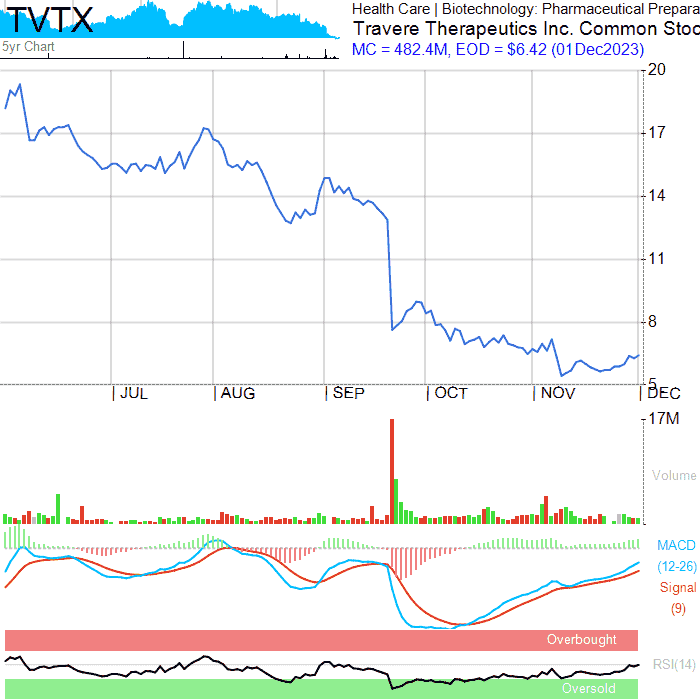 TVTX
Health Care | Biotechnology: Pharmaceutical Prepara
Travere Therapeutics Inc. Common Stoc
5yr Chart
MC = 482.4M, EOD = $6.42 (01Dec2023)
20
17
14
11
8
5
JUL
AUG
SEP
OCT
NOV
DEC
17M
Volume
MACD
(12-26)
Signal
(9)
Overbought
RSI(14)
Oversold